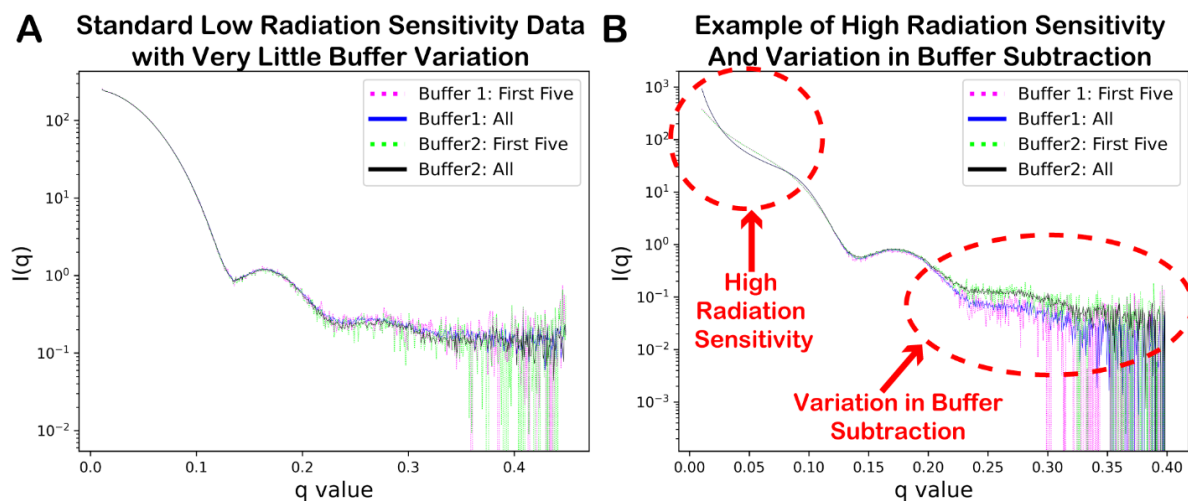 A
Standard Low Radiation Sensitivity Data
with Very Little Buffer Variation
Buffer 1: First Five
Buffer1: All
Buffer2: First Five
Buffer2: All
I(q)
10²
10¹
10⁰
10⁻¹
10⁻²
0.0
0.1
0.2
0.3
0.4
q value
B
Example of High Radiation Sensitivity
And Variation in Buffer Subtraction
Buffer 1: First Five
Buffer1: All
Buffer2: First Five
Buffer2: All
High
Radiation
Sensitivity
Variation in Buffer
Subtraction
I(q)
10³
10²
10¹
10⁰
10⁻¹
10⁻²
10⁻³
0.00
0.05
0.10
0.15
0.20
0.25
0.30
0.35
0.40
q value